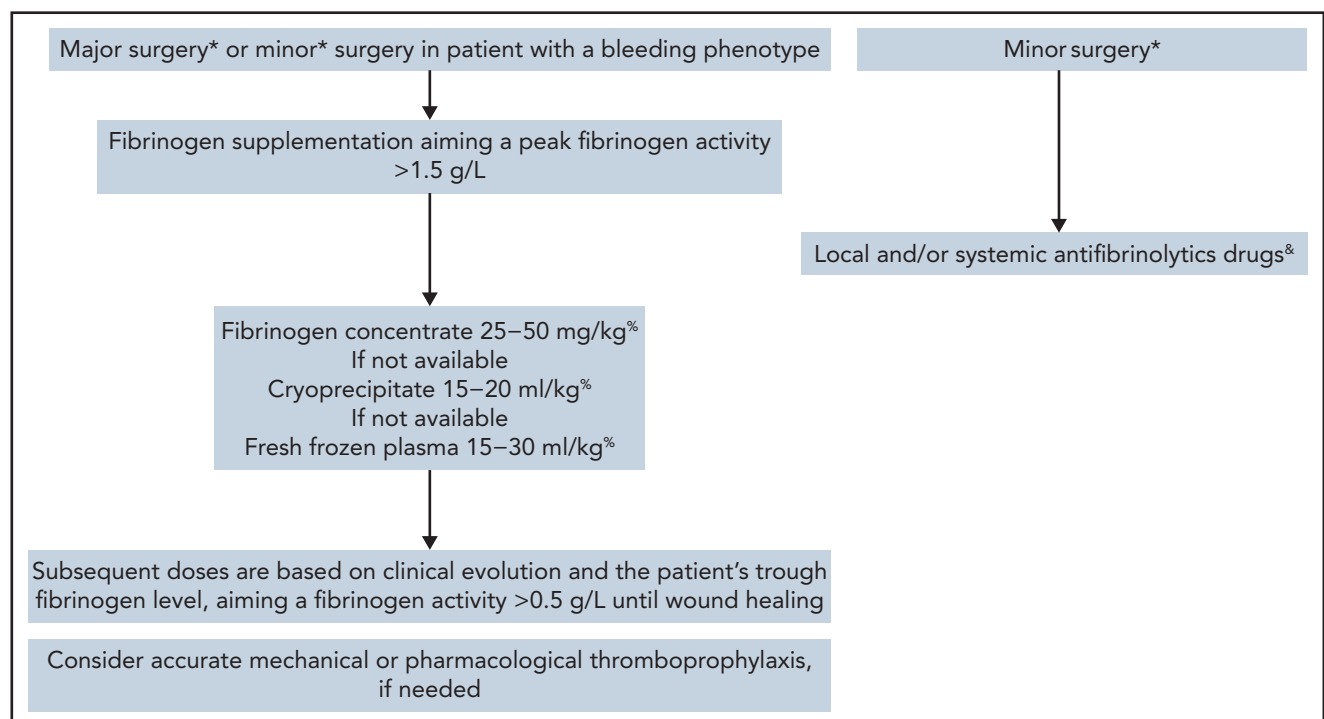 Major surgery* or minor* surgery in patient with a bleeding phenotype
Minor surgery*
Fibrinogen supplementation aiming a peak fibrinogen activity
>1.5 g/L
Local and/or systemic antifibrinolytics drugs&
Fibrinogen concentrate 25–50 mg/kg%
If not available
Cryoprecipitate 15–20 ml/kg%
If not available
Fresh frozen plasma 15–30 ml/kg%
Subsequent doses are based on clinical evolution and the patient's trough
fibrinogen level, aiming a fibrinogen activity >0.5 g/L until wound healing
Consider accurate mechanical or pharmacological thromboprophylaxis,
if needed